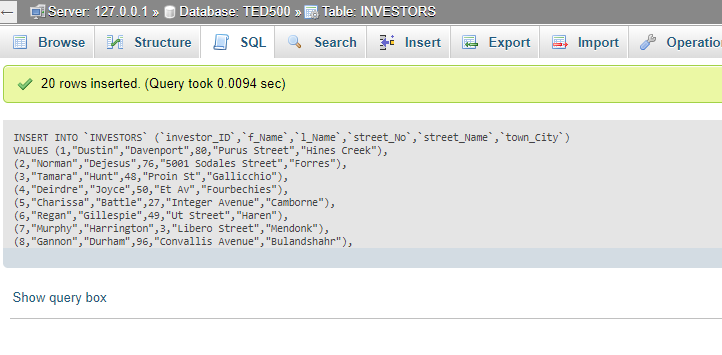 Server: 127.0.0.1 » Database: TED500 » Table: INVESTORS
Browse Structure SQL Search Insert Export Import Operatio
20 rows inserted. (Query took 0.0094 sec)
INSERT INTO `INVESTORS` (`investor_ID`,`f_Name`,`l_Name`,`street_No`,`street_Name`,`town_City`)
VALUES (1,"Dustin","Davenport",80,"Purus Street","Hines Creek"),
(2,"Norman","Dejesus",76,"5001 Sodales Street","Forres"),
(3,"Tamara","Hunt",48,"Proin St","Gallicchio"),
(4,"Deirdre","Joyce",50,"Et Av","Fourbechies"),
(5,"Charissa","Battle",27,"Integer Avenue","Camborne"),
(6,"Regan","Gillespie",49,"Ut Street","Haren"),
(7,"Murphy","Harrington",3,"Libero Street","Mendonk"),
(8,"Gannon","Durham",96,"Convallis Avenue","Bulandshahr"),
Show query box